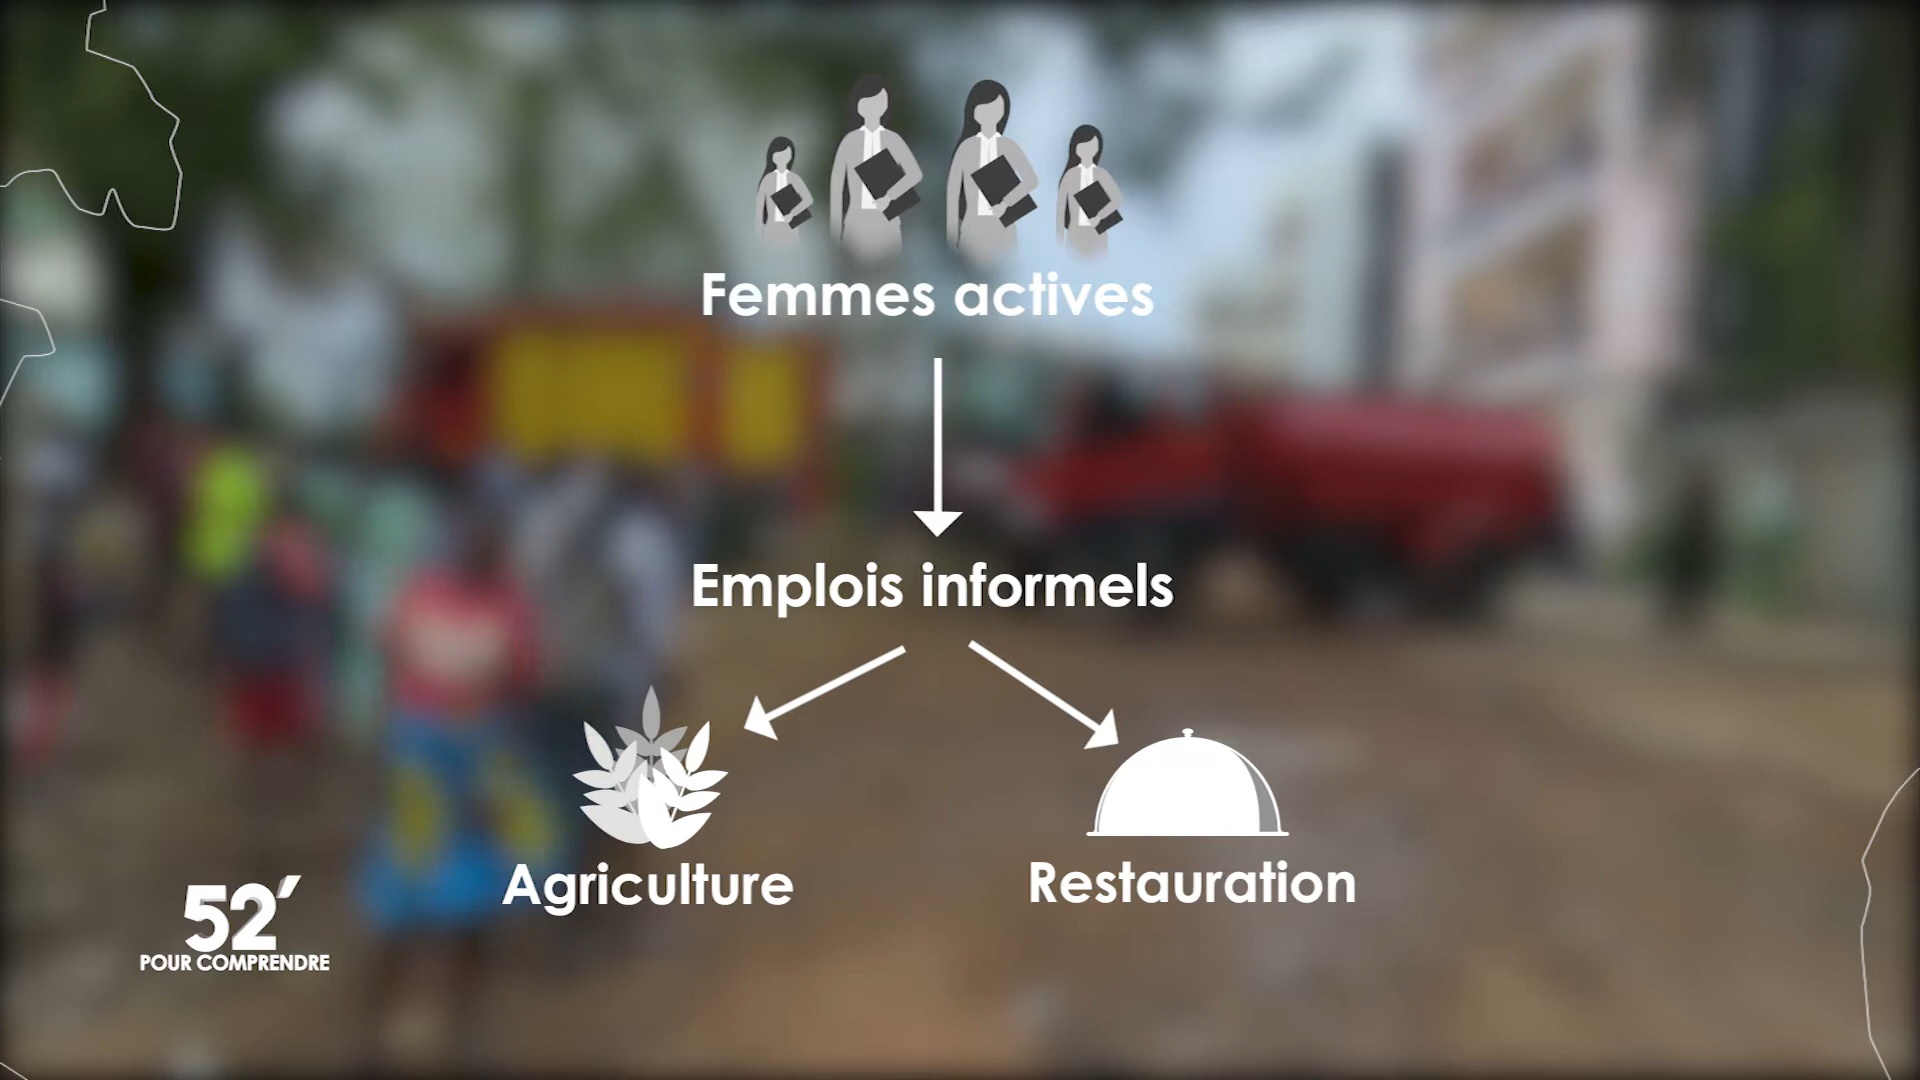 Femmes actives
Emplois informels
Agriculture
Restauration
52'
POUR COMPRENDRE